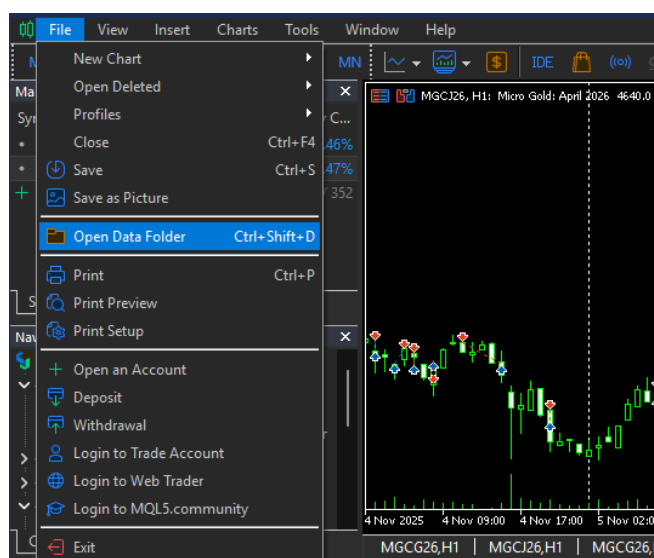 File View Insert Charts Tools Window Help
New Chart
Open Deleted
Profiles
Close Ctrl+F4
Save Ctrl+S
Save as Picture
Open Data Folder Ctrl+Shift+D
Print Ctrl+P
Print Preview
Print Setup
Open an Account
Deposit
Withdrawal
Login to Trade Account
Login to Web Trader
Login to MQL5.community
Exit
MN
$
IDE
C...
46%
47%
352
MGCJ26, H1: Micro Gold: April 2026 4640.0
4 Nov 2025 4 Nov 09:00 4 Nov 17:00 5 Nov 02:0
MGCG26,H1 MGCJ26,H1 MGCG26,